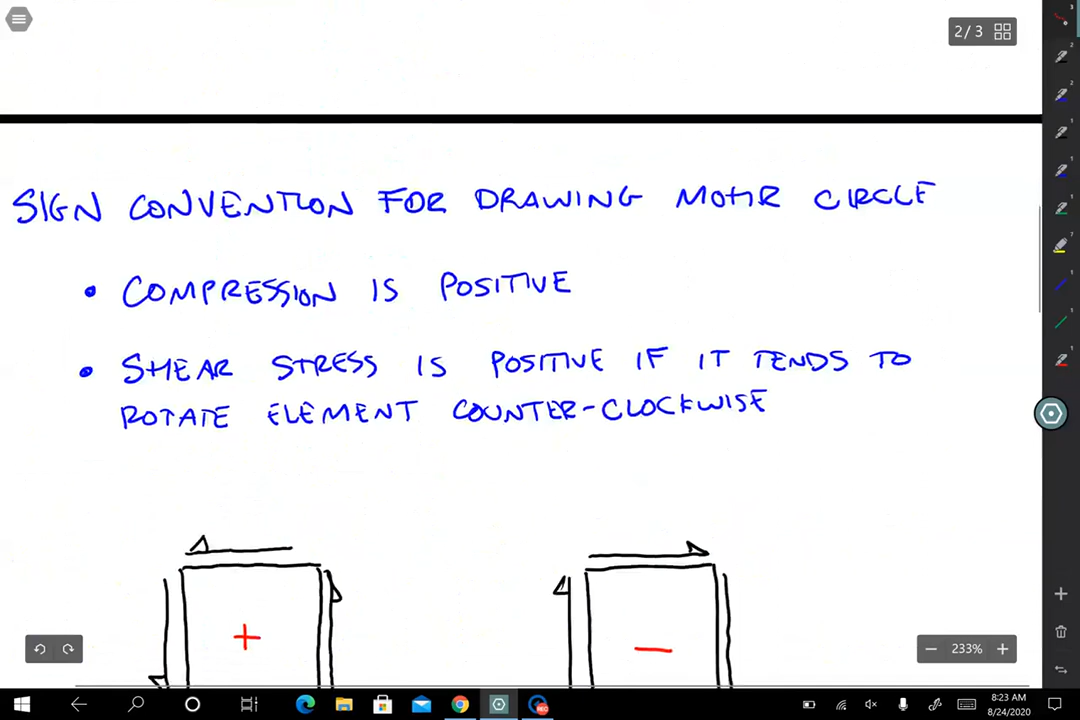 2 / 3
SIGN CONVENTION FOR DRAWING MOHR CIRCLE
• COMPRESSION IS POSITIVE
• SHEAR STRESS IS POSITIVE IF IT TENDS TO
ROTATE ELEMENT COUNTER-CLOCKWISE
+
−
233%
8:23 AM
8/24/2020